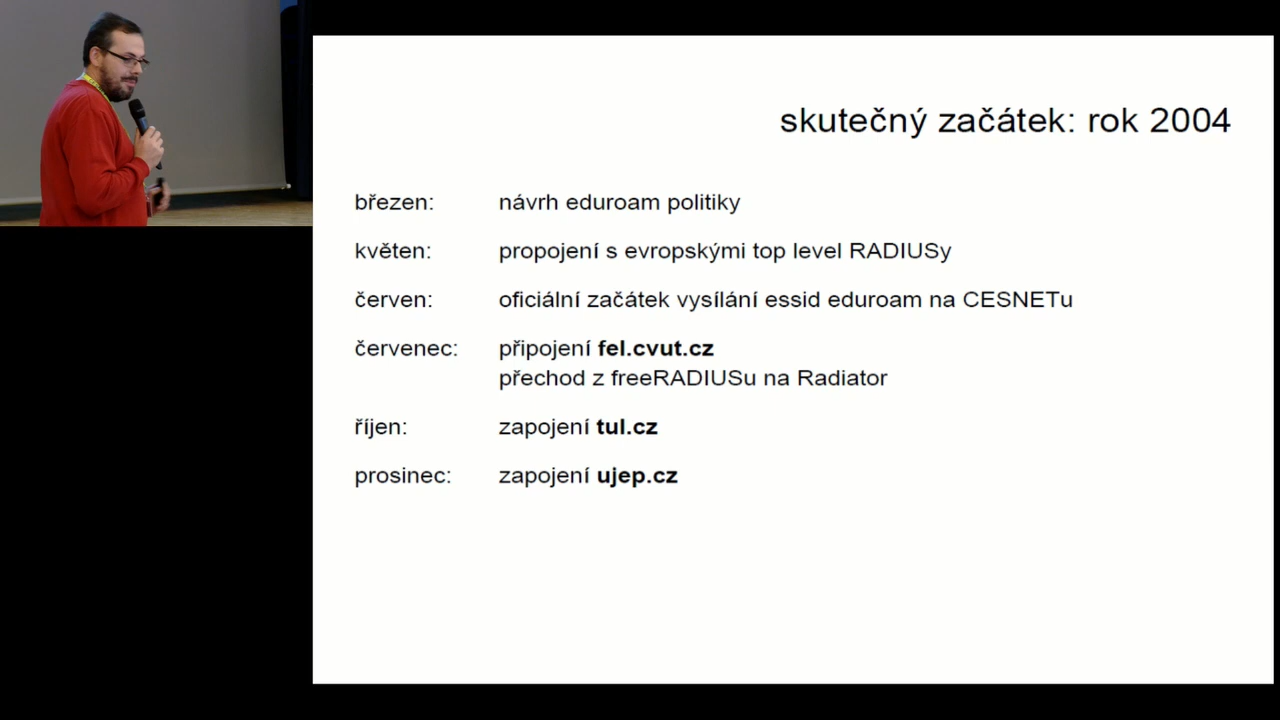 skutečný začátek: rok 2004
březen: návrh eduroam politiky
květen: propojení s evropskými top level RADIUSy
červen: oficiální začátek vysílání essid eduroam na CESNETu
červenec: připojení fel.cvut.cz
přechod z freeRADIUSu na Radiator
říjen: zapojení tul.cz
prosinec: zapojení ujep.cz